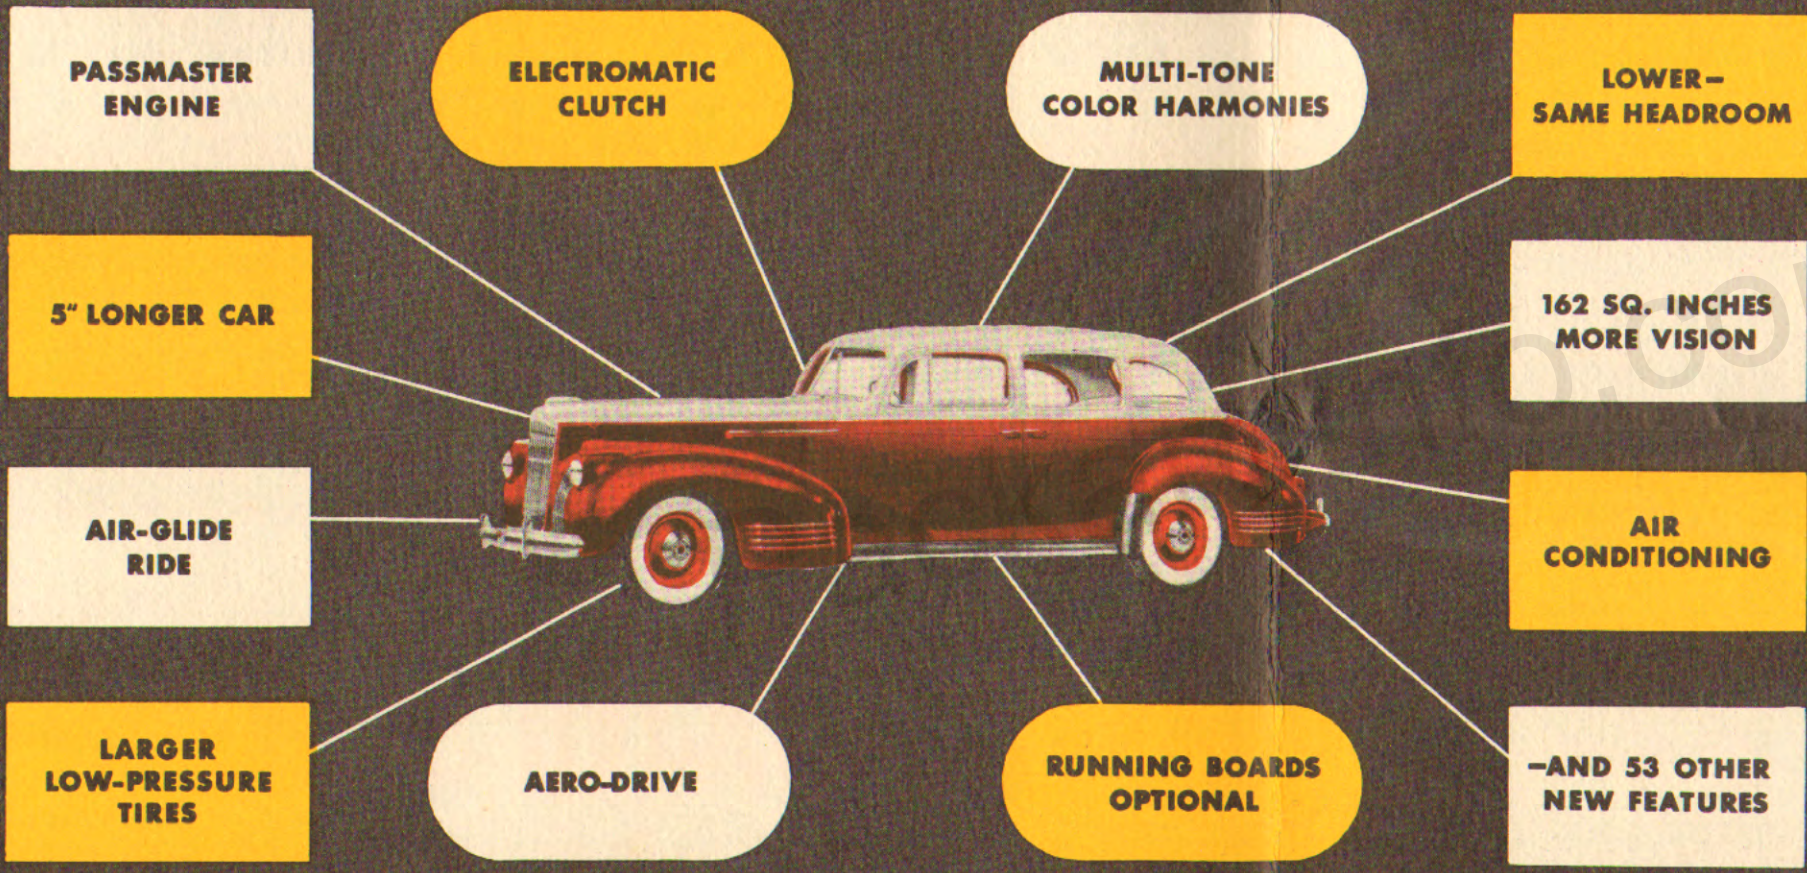 PASSMASTER
ENGINE
ELECTROMATIC
CLUTCH
MULTI-TONE
COLOR HARMONIES
LOWER—
SAME HEADROOM
5" LONGER CAR
162 SQ. INCHES
MORE VISION
AIR-GLIDE
RIDE
AIR
CONDITIONING
LARGER
LOW-PRESSURE
TIRES
AERO-DRIVE
RUNNING BOARDS
OPTIONAL
—AND 53 OTHER
NEW FEATURES